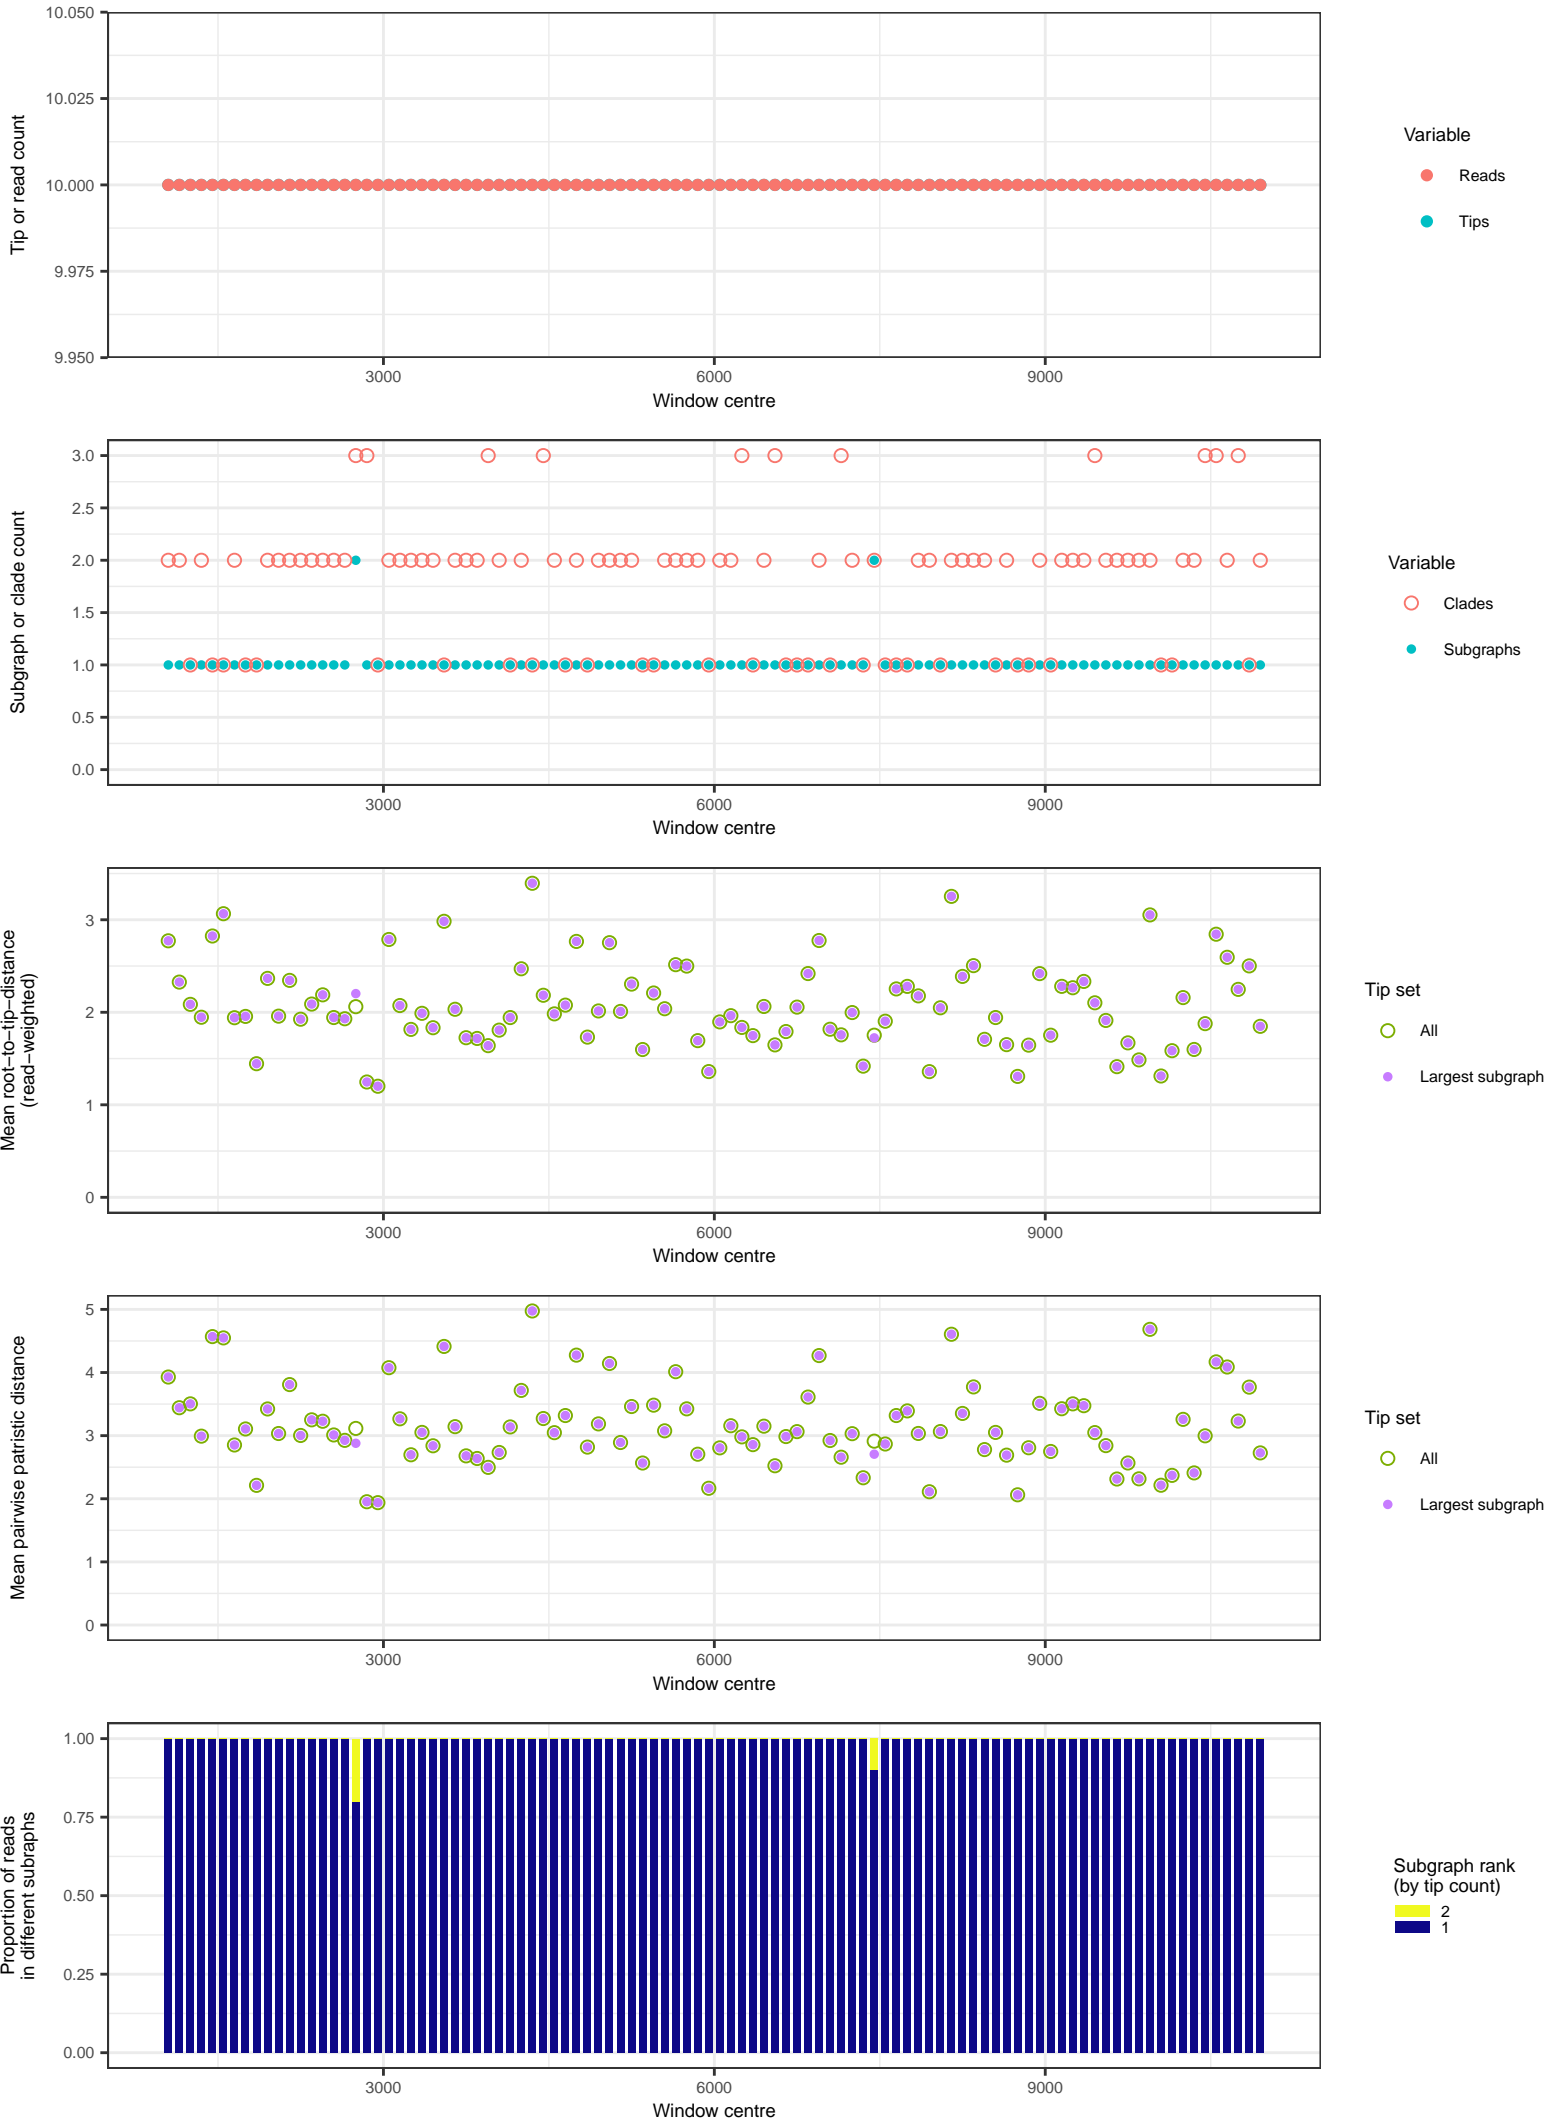 10.050
10.025
10.000
9.975
9.950
Tip or read count
3000 6000 9000
Window centre
Variable
Reads
Tips
3.0
2.5
2.0
1.5
1.0
0.5
0.0
Subgraph or clade count
3000 6000 9000
Window centre
Variable
Clades
Subgraphs
3
2
1
0
Mean root−to−tip−distance
(read−weighted)
3000 6000 9000
Window centre
Tip set
All
Largest subgraph
5
4
3
2
1
0
Mean pairwise patristic distance
3000 6000 9000
Window centre
Tip set
All
Largest subgraph
1.00
0.75
0.50
0.25
0.00
Proportion of reads
in different subraphs
3000 6000 9000
Window centre
Subgraph rank
(by tip count)
2
1